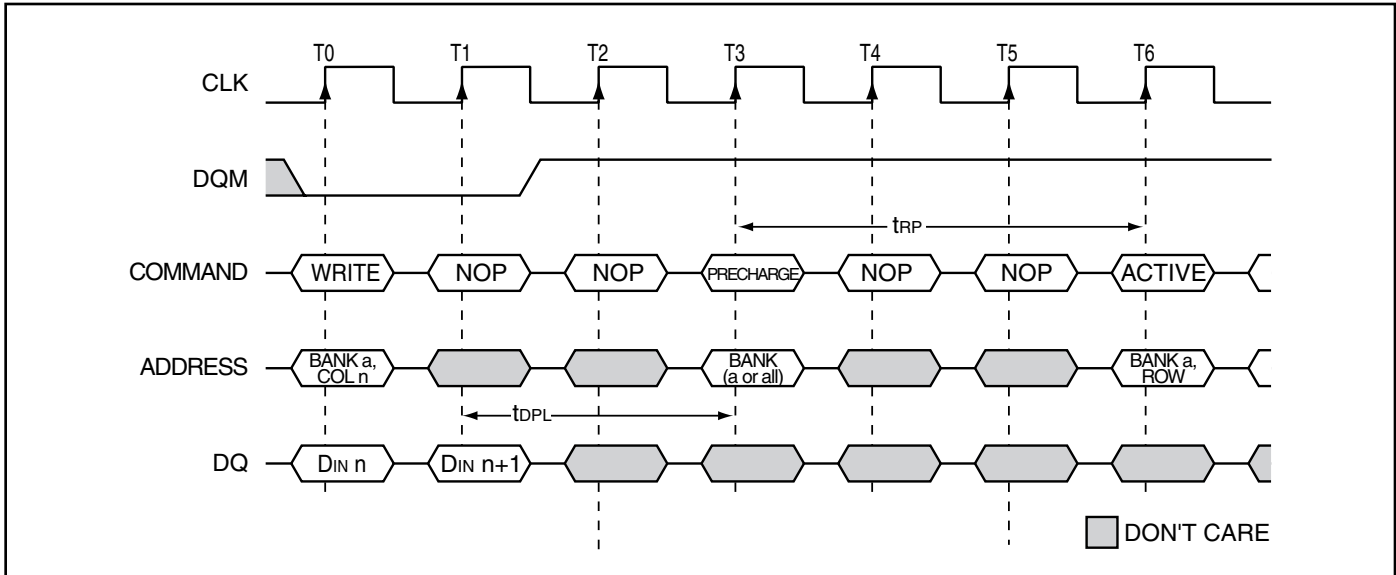 T0 T1 T2 T3 T4 T5 T6
CLK
DQM
tRP
COMMAND WRITE NOP NOP PRECHARGE NOP NOP ACTIVE
ADDRESS BANK a, COL n BANK (a or all) BANK a, ROW
tDPL
DQ DIN n DIN n+1
DON'T CARE